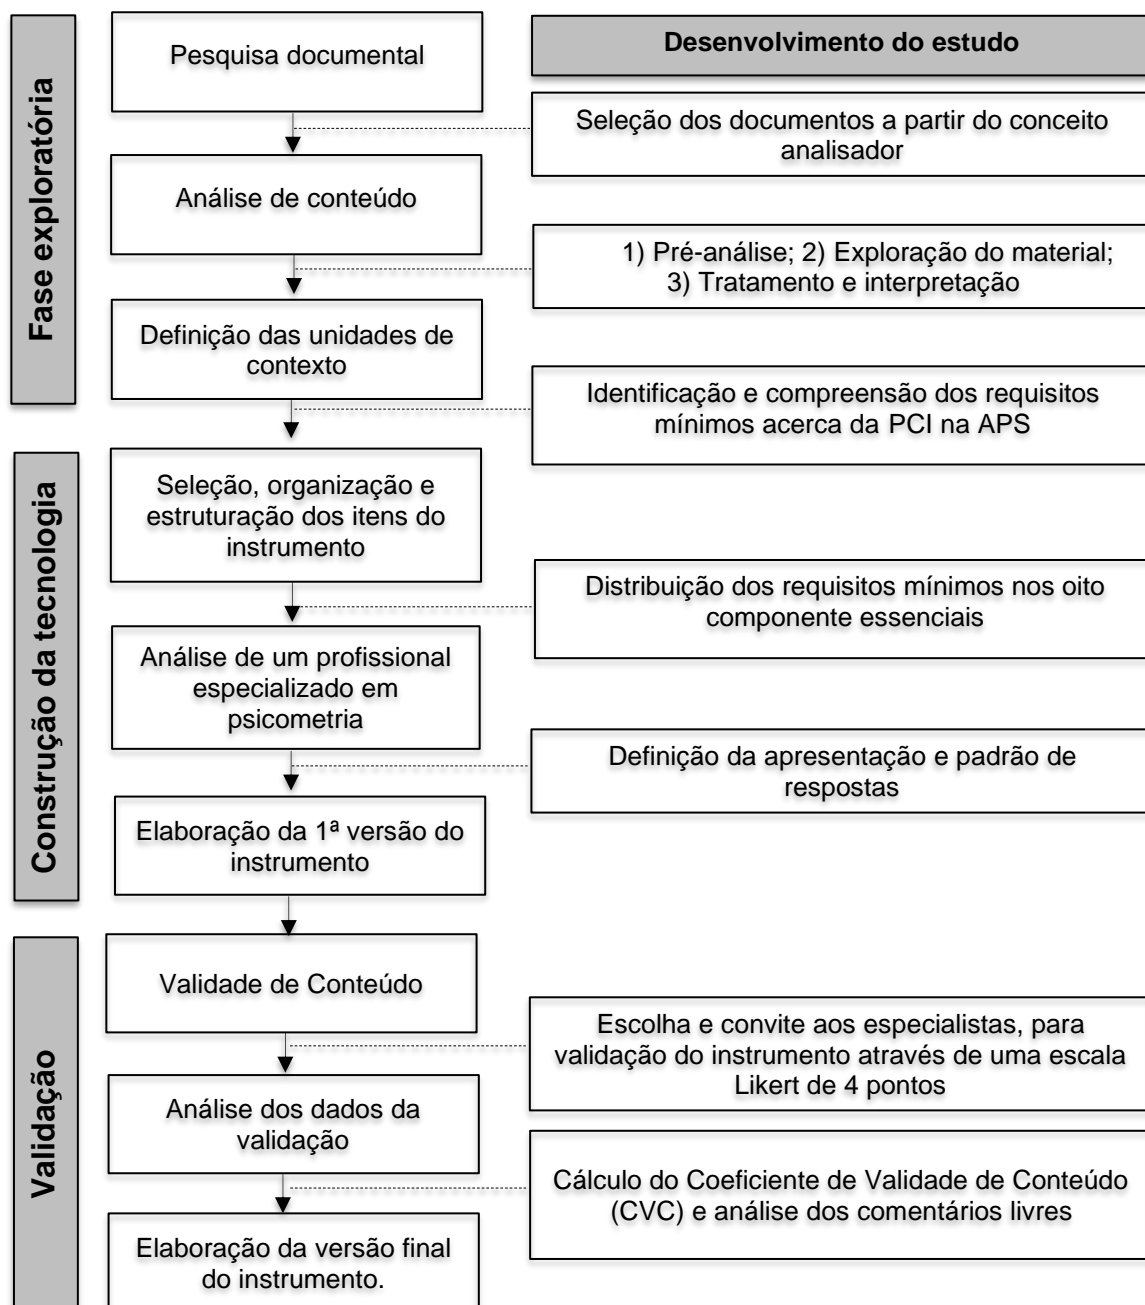 Fase exploratória
Pesquisa documental
Desenvolvimento do estudo
Seleção dos documentos a partir do conceito
analisador
Análise de conteúdo
1) Pré-análise; 2) Exploração do material;
3) Tratamento e interpretação
Definição das unidades de
contexto
Identificação e compreensão dos requisitos
mínimos acerca da PCI na APS
Construção da tecnologia
Seleção, organização e
estruturação dos itens do
instrumento
Distribuição dos requisitos mínimos nos oito
componente essenciais
Análise de um profissional
especializado em
psicometria
Definição da apresentação e padrão de
respostas
Elaboração da 1ª versão do
instrumento
Validação
Validade de Conteúdo
Escolha e convite aos especialistas, para
validação do instrumento através de uma escala
Likert de 4 pontos
Análise dos dados da
validação
Cálculo do Coeficiente de Validade de Conteúdo
(CVC) e análise dos comentários livres
Elaboração da versão final
do instrumento.